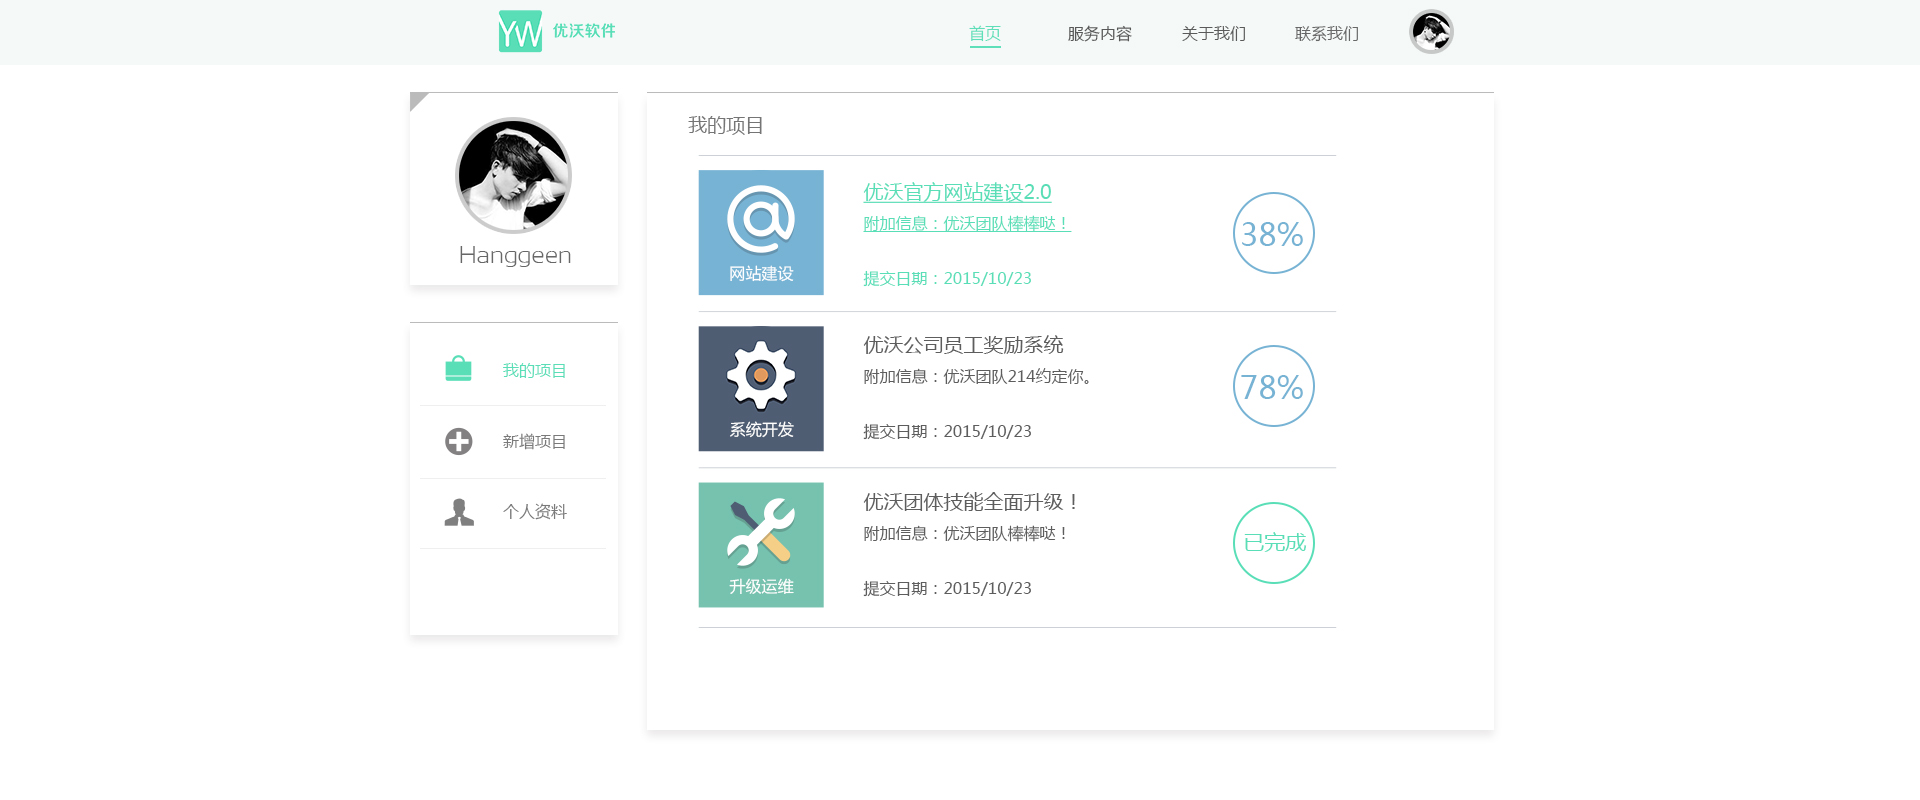 YW 优沃软件
首页 服务内容 关于我们 联系我们
Hanggeen
我的项目
新增项目
个人资料
我的项目
网站建设
优沃官方网站建设2.0
附加信息：优沃团队棒棒哒！
提交日期：2015/10/23
38%
系统开发
优沃公司员工奖励系统
附加信息：优沃团队214约定你。
提交日期：2015/10/23
78%
升级运维
优沃团体技能全面升级！
附加信息：优沃团队棒棒哒！
提交日期：2015/10/23
已完成